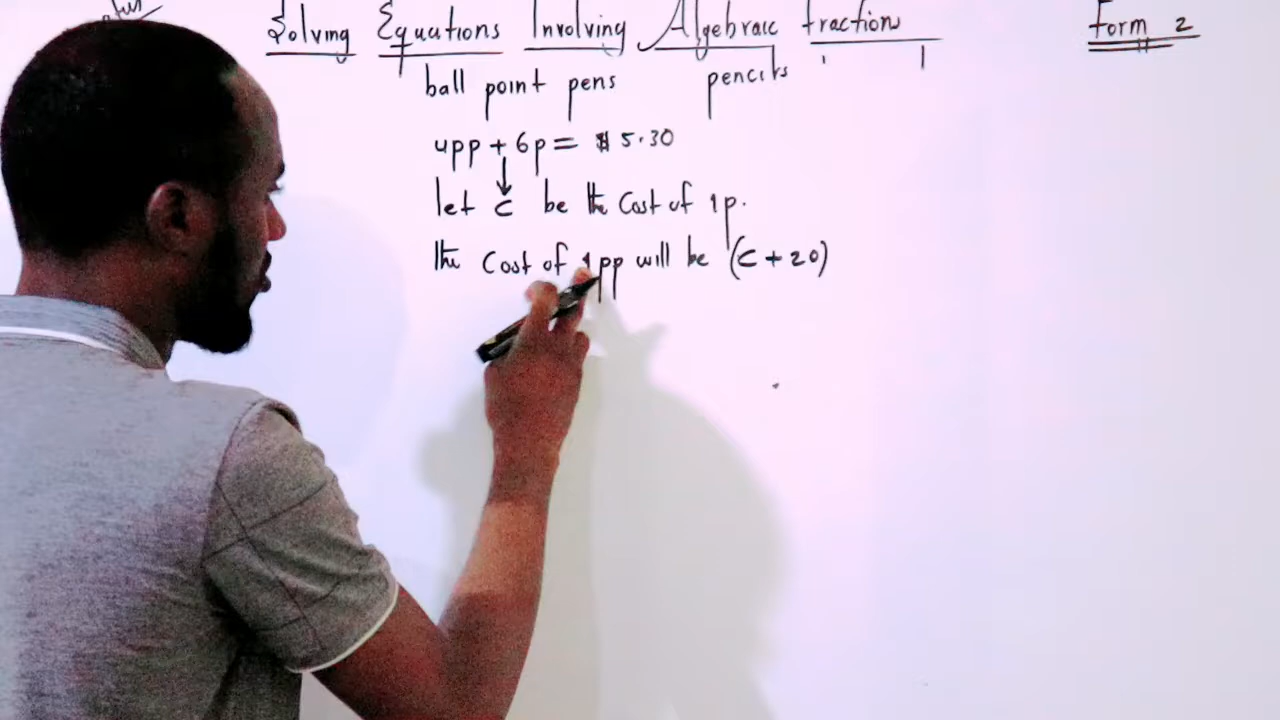 Solving Equations Involving Algebraic fraction
Form 2
ball point pens pencils
4pp + 6p = $ 5.30
let c be the cost of 1p.
the cost of 1pp will be (c + 20)